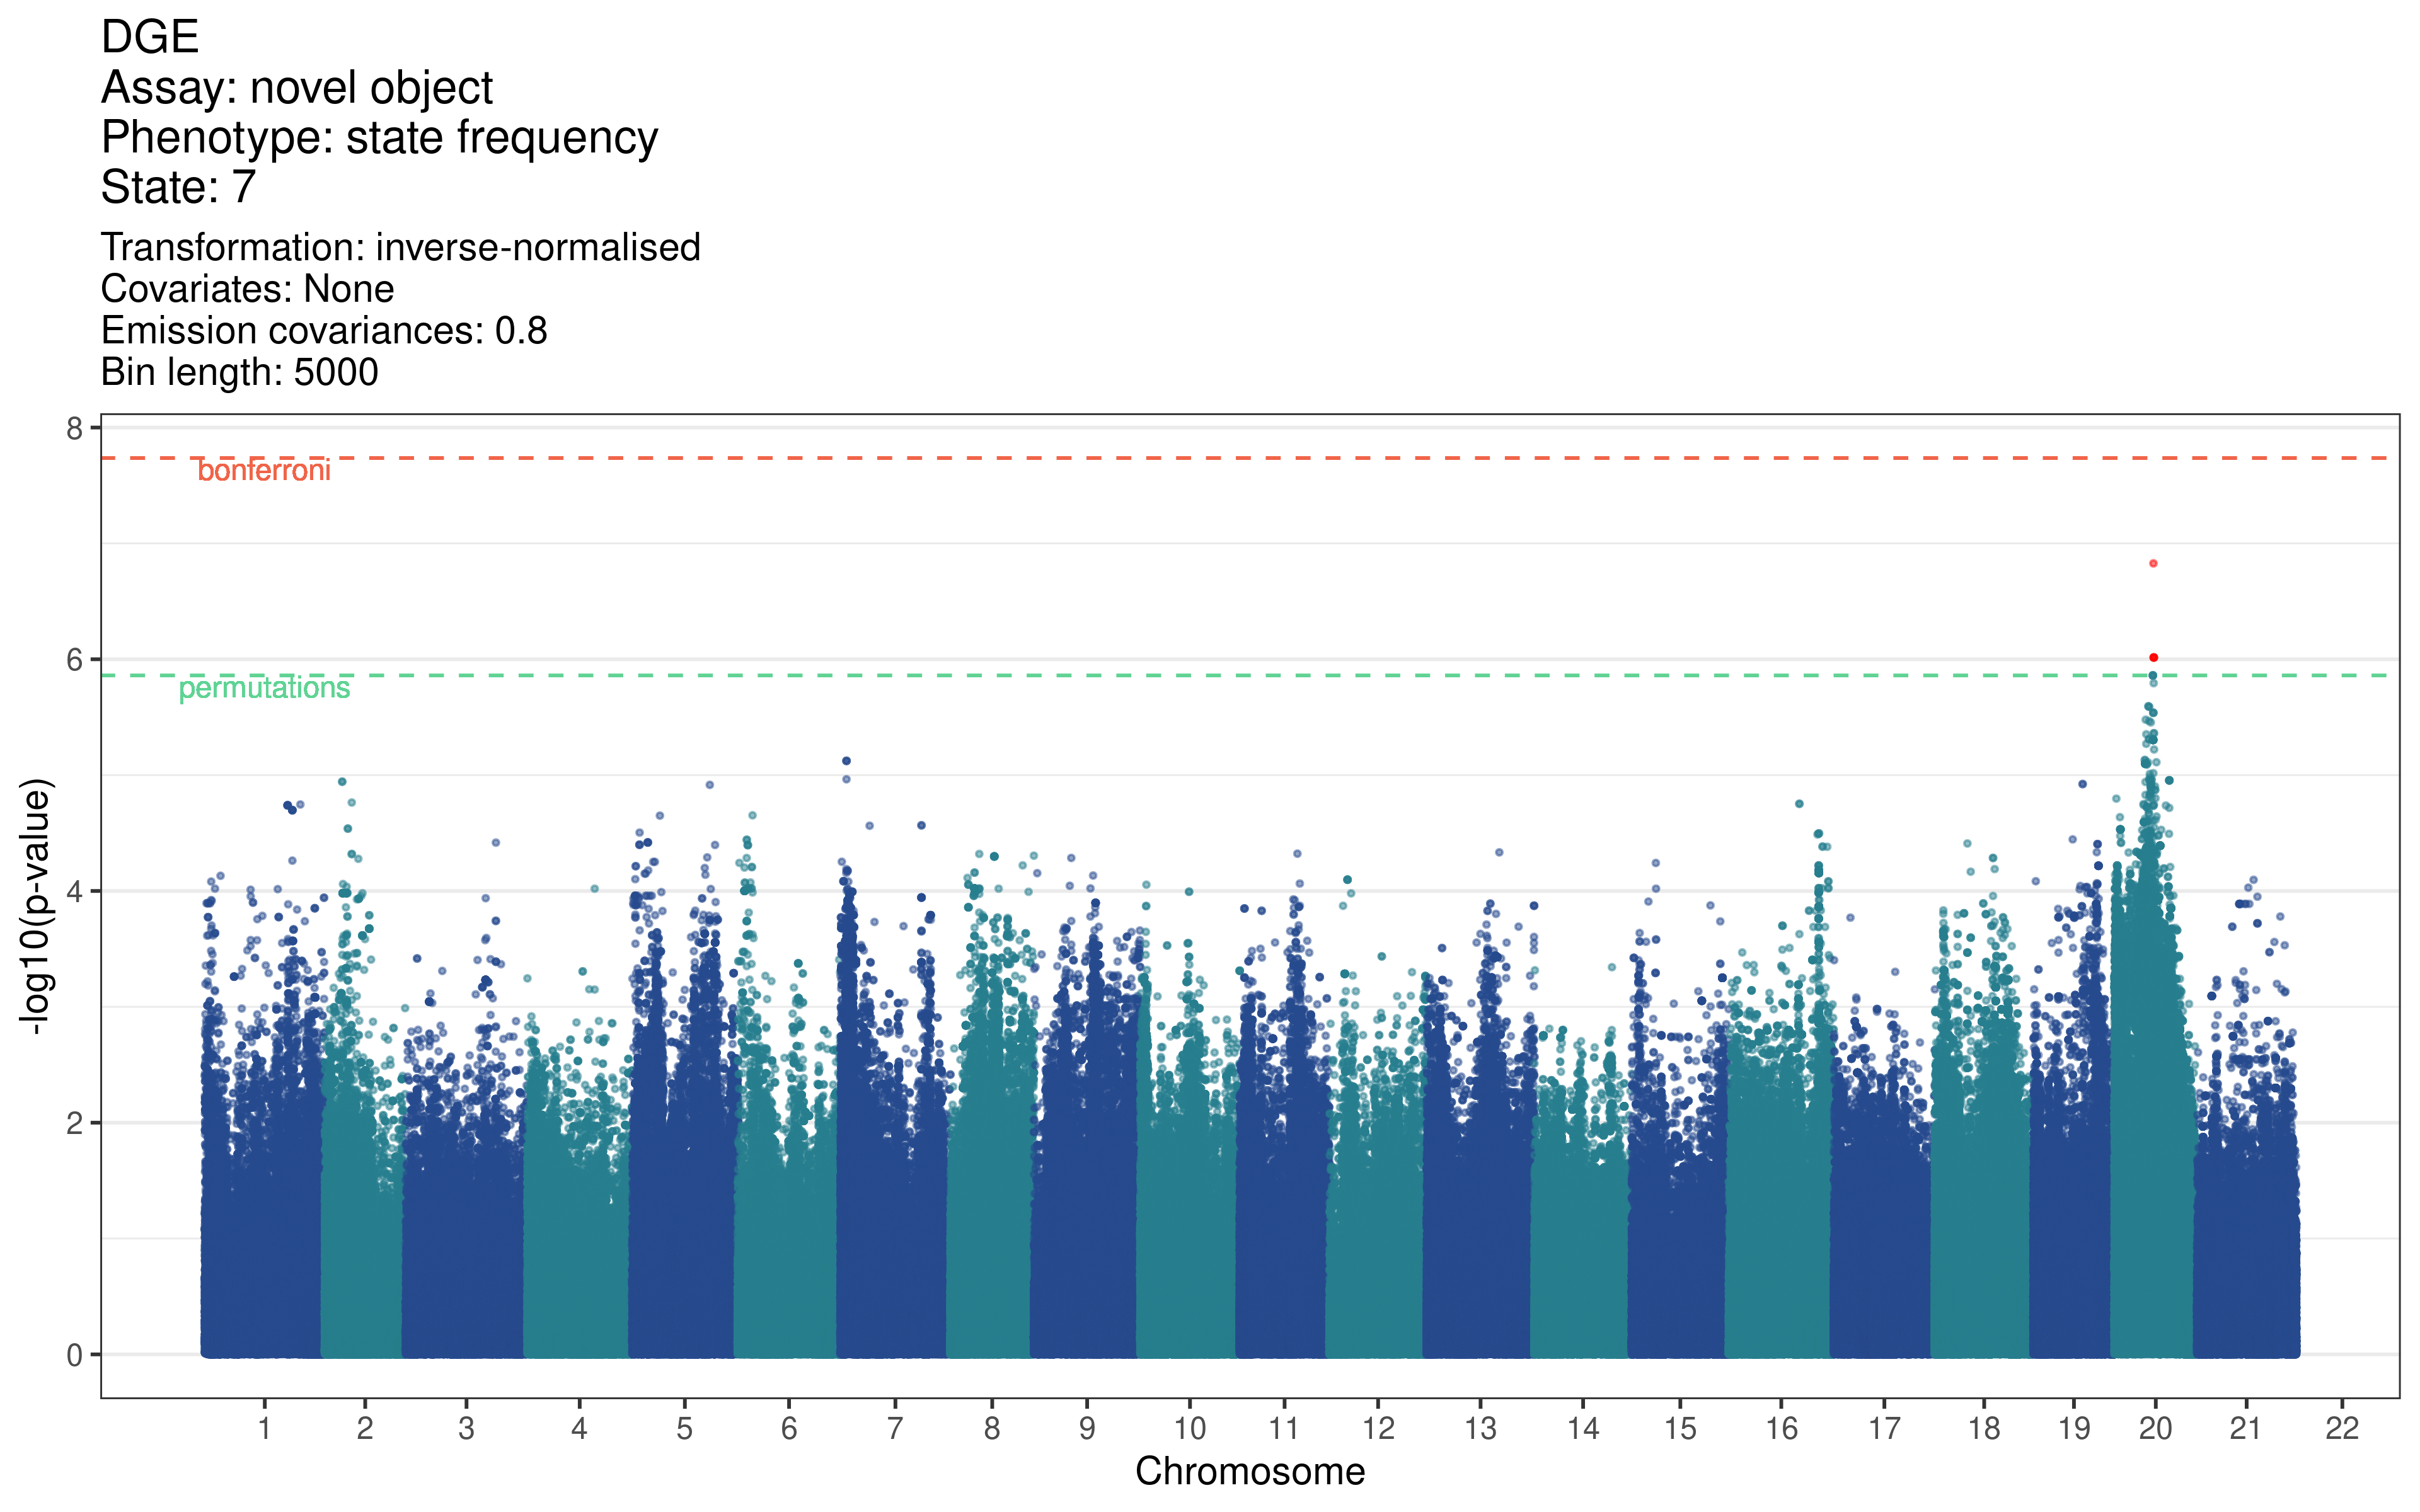 DGE
Assay: novel object
Phenotype: state frequency
State: 7
Transformation: inverse-normalised
Covariates: None
Emission covariances: 0.8
Bin length: 5000
8
bonferroni
6
permutations
-log10(p-value)
4
2
0
1 2 3 4 5 6 7 8 9 10 11 12 13 14 15 16 17 18 19 20 21 22
Chromosome